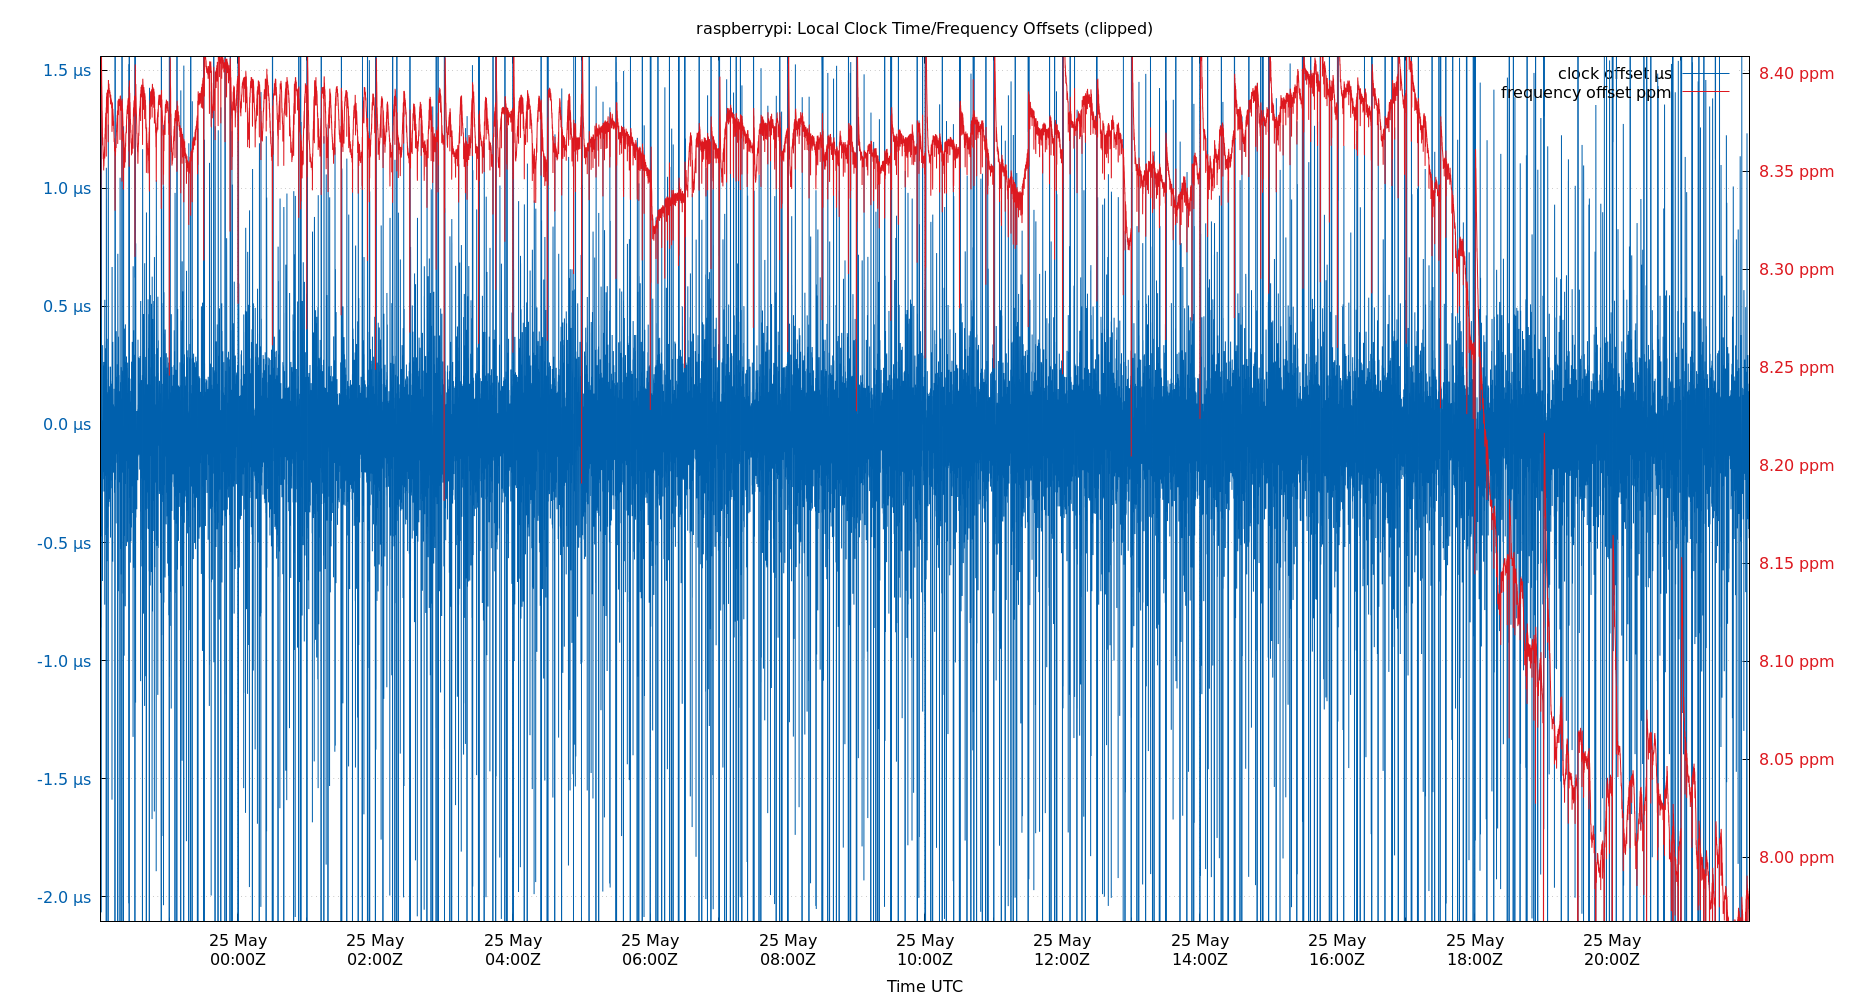 raspberrypi: Local Clock Time/Frequency Offsets (clipped)
clock offset µs
frequency offset ppm
1.5 µs
1.0 µs
0.5 µs
0.0 µs
-0.5 µs
-1.0 µs
-1.5 µs
-2.0 µs
8.40 ppm
8.35 ppm
8.30 ppm
8.25 ppm
8.20 ppm
8.15 ppm
8.10 ppm
8.05 ppm
8.00 ppm
25 May 25 May 25 May 25 May 25 May 25 May 25 May 25 May 25 May 25 May 25 May
00:00Z 02:00Z 04:00Z 06:00Z 08:00Z 10:00Z 12:00Z 14:00Z 16:00Z 18:00Z 20:00Z
Time UTC